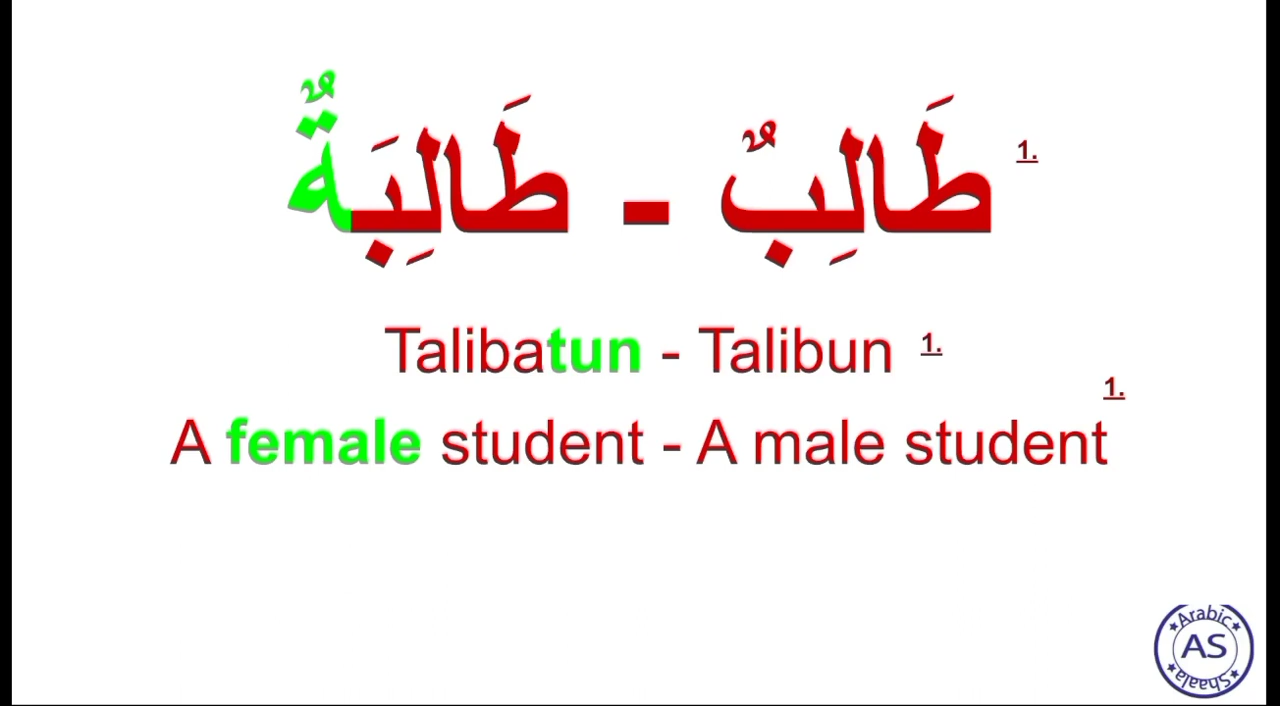 1. طَالِبٌ - طَالِبَةٌ
Talibatun - Talibun 1.
A female student - A male student 1.
Arabic
AS
Shaala